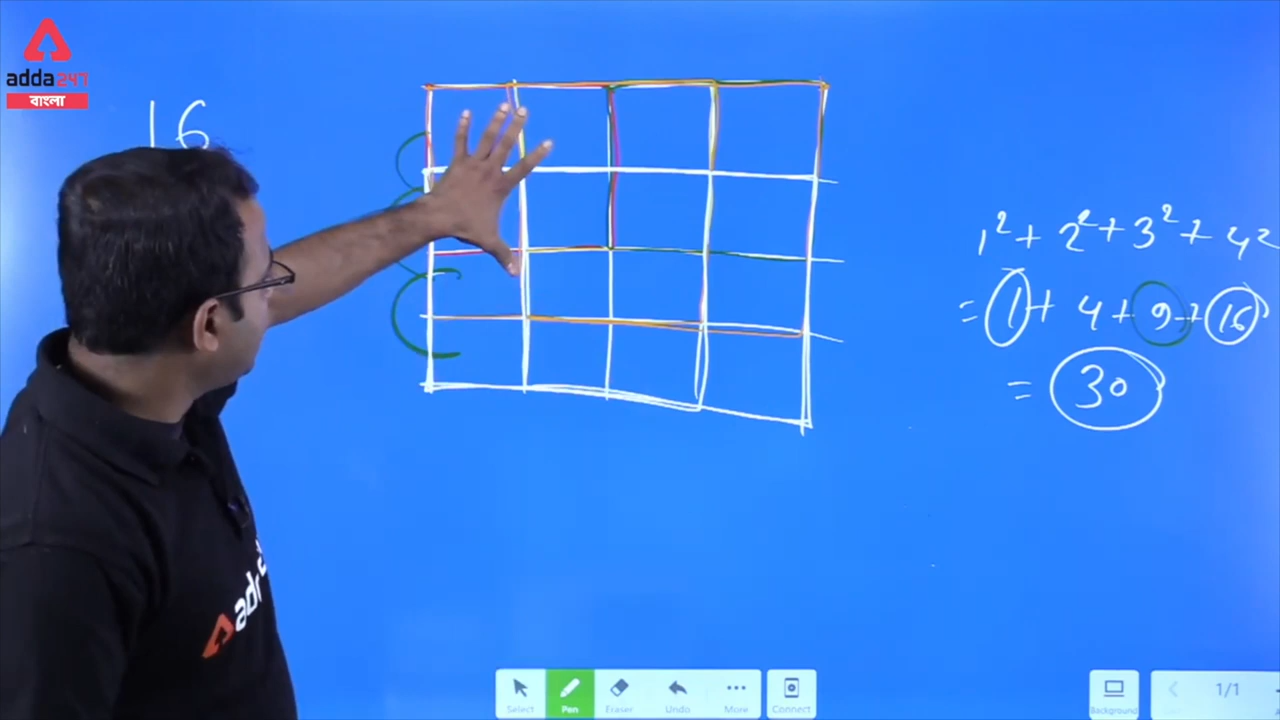 adda247
বাংলা
16
1² + 2² + 3² + 4²
= 1 + 4 + 9 + 16
= 30
Select Pen Eraser Undo More Connect Background 1/1